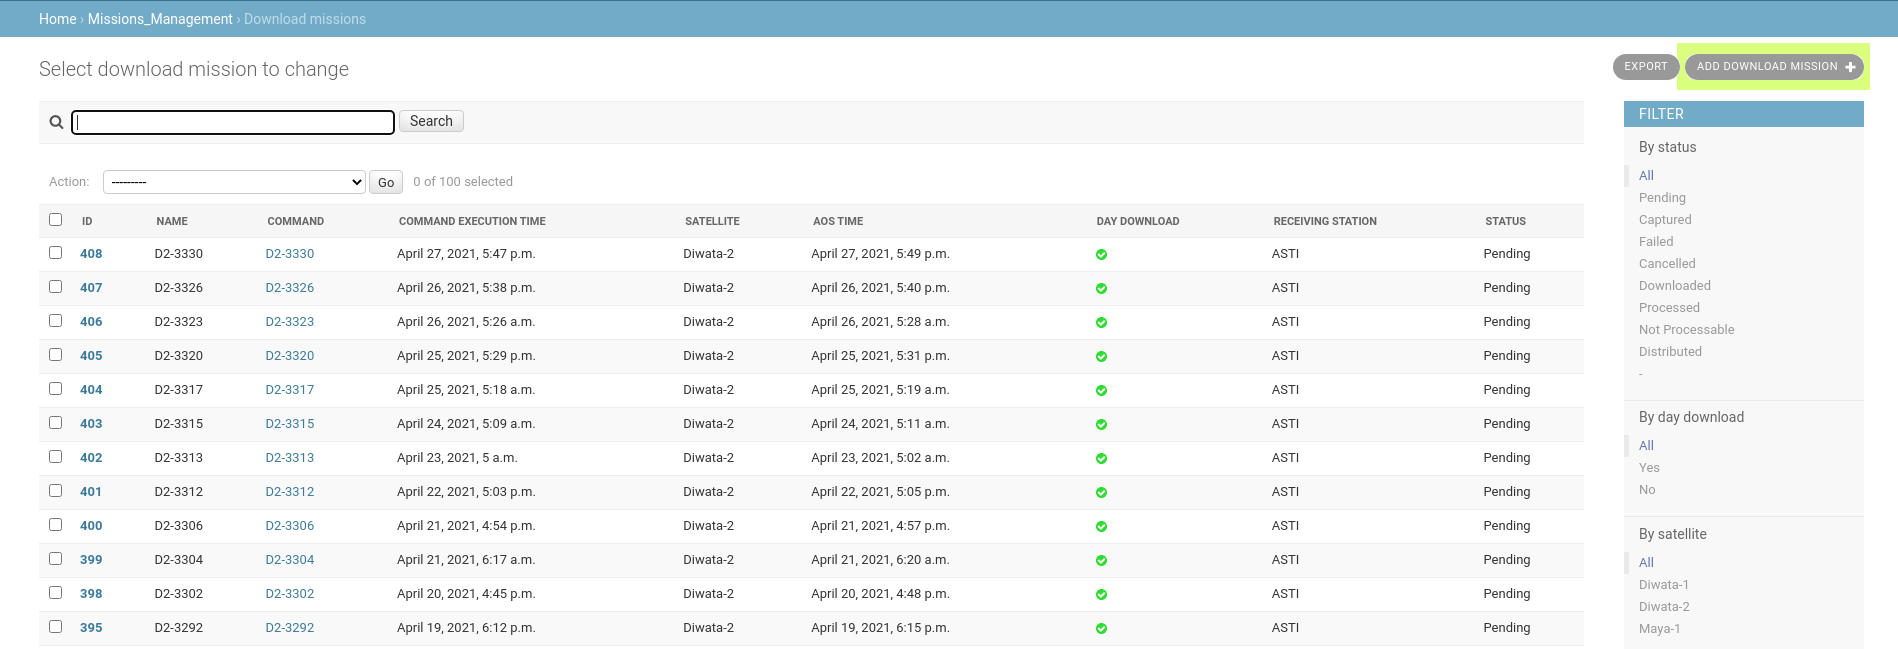 Home › Missions_Management › Download missions
Select download mission to change
EXPORT
ADD DOWNLOAD MISSION +
Search
Action: --------- Go 0 of 100 selected
ID NAME COMMAND COMMAND EXECUTION TIME SATELLITE AOS TIME DAY DOWNLOAD RECEIVING STATION STATUS
408 D2-3330 D2-3330 April 27, 2021, 5:47 p.m. Diwata-2 April 27, 2021, 5:49 p.m. ASTI Pending
407 D2-3326 D2-3326 April 26, 2021, 5:38 p.m. Diwata-2 April 26, 2021, 5:40 p.m. ASTI Pending
406 D2-3323 D2-3323 April 26, 2021, 5:26 a.m. Diwata-2 April 26, 2021, 5:28 a.m. ASTI Pending
405 D2-3320 D2-3320 April 25, 2021, 5:29 p.m. Diwata-2 April 25, 2021, 5:31 p.m. ASTI Pending
404 D2-3317 D2-3317 April 25, 2021, 5:18 a.m. Diwata-2 April 25, 2021, 5:19 a.m. ASTI Pending
403 D2-3315 D2-3315 April 24, 2021, 5:09 a.m. Diwata-2 April 24, 2021, 5:11 a.m. ASTI Pending
402 D2-3313 D2-3313 April 23, 2021, 5 a.m. Diwata-2 April 23, 2021, 5:02 a.m. ASTI Pending
401 D2-3312 D2-3312 April 22, 2021, 5:03 p.m. Diwata-2 April 22, 2021, 5:05 p.m. ASTI Pending
400 D2-3306 D2-3306 April 21, 2021, 4:54 p.m. Diwata-2 April 21, 2021, 4:57 p.m. ASTI Pending
399 D2-3304 D2-3304 April 21, 2021, 6:17 a.m. Diwata-2 April 21, 2021, 6:20 a.m. ASTI Pending
398 D2-3302 D2-3302 April 20, 2021, 4:45 p.m. Diwata-2 April 20, 2021, 4:48 p.m. ASTI Pending
395 D2-3292 D2-3292 April 19, 2021, 6:12 p.m. Diwata-2 April 19, 2021, 6:15 p.m. ASTI Pending
FILTER
By status
All
Pending
Captured
Failed
Cancelled
Downloaded
Processed
Not Processable
Distributed
-
By day download
All
Yes
No
By satellite
All
Diwata-1
Diwata-2
Maya-1